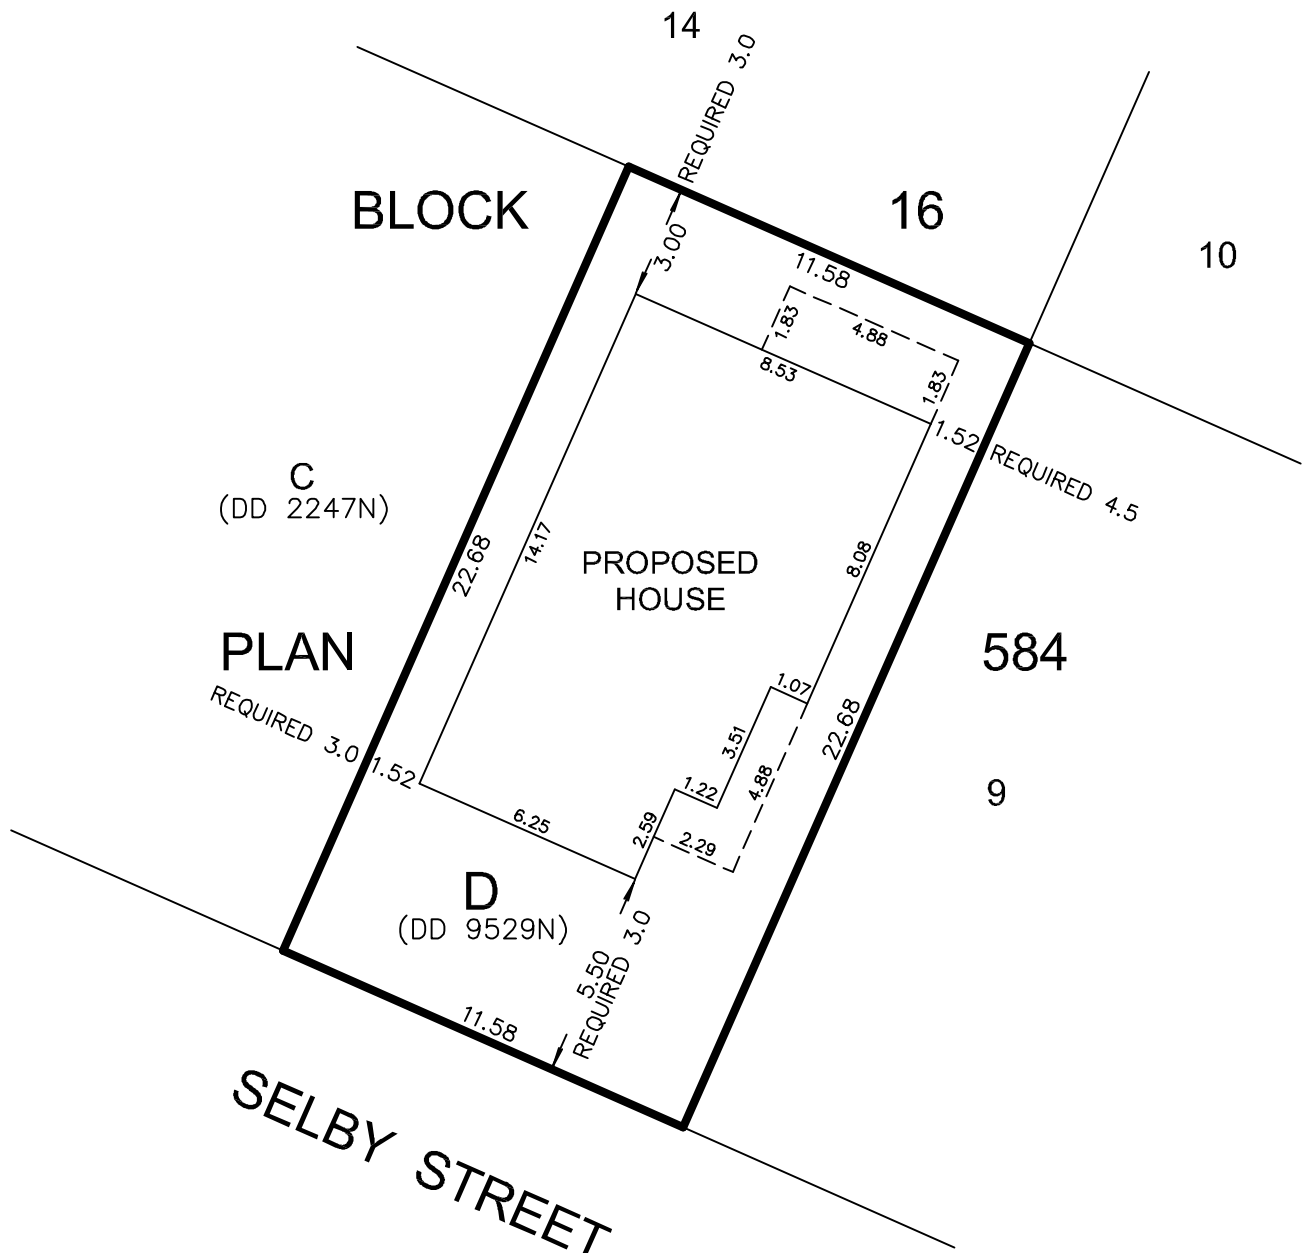 14
REQUIRED 3.0
BLOCK
16
10
3.00
11.58
1.83
4.88
8.53
1.83
1.52
REQUIRED 4.5
C
(DD 2247N)
22.68
14.17
PROPOSED
HOUSE
8.08
PLAN
584
1.07
REQUIRED 3.0
1.52
3.51
22.68
4.88
1.22
9
6.25
2.59
2.29
D
(DD 9529N)
5.50
REQUIRED 3.0
11.58
SELBY STREET